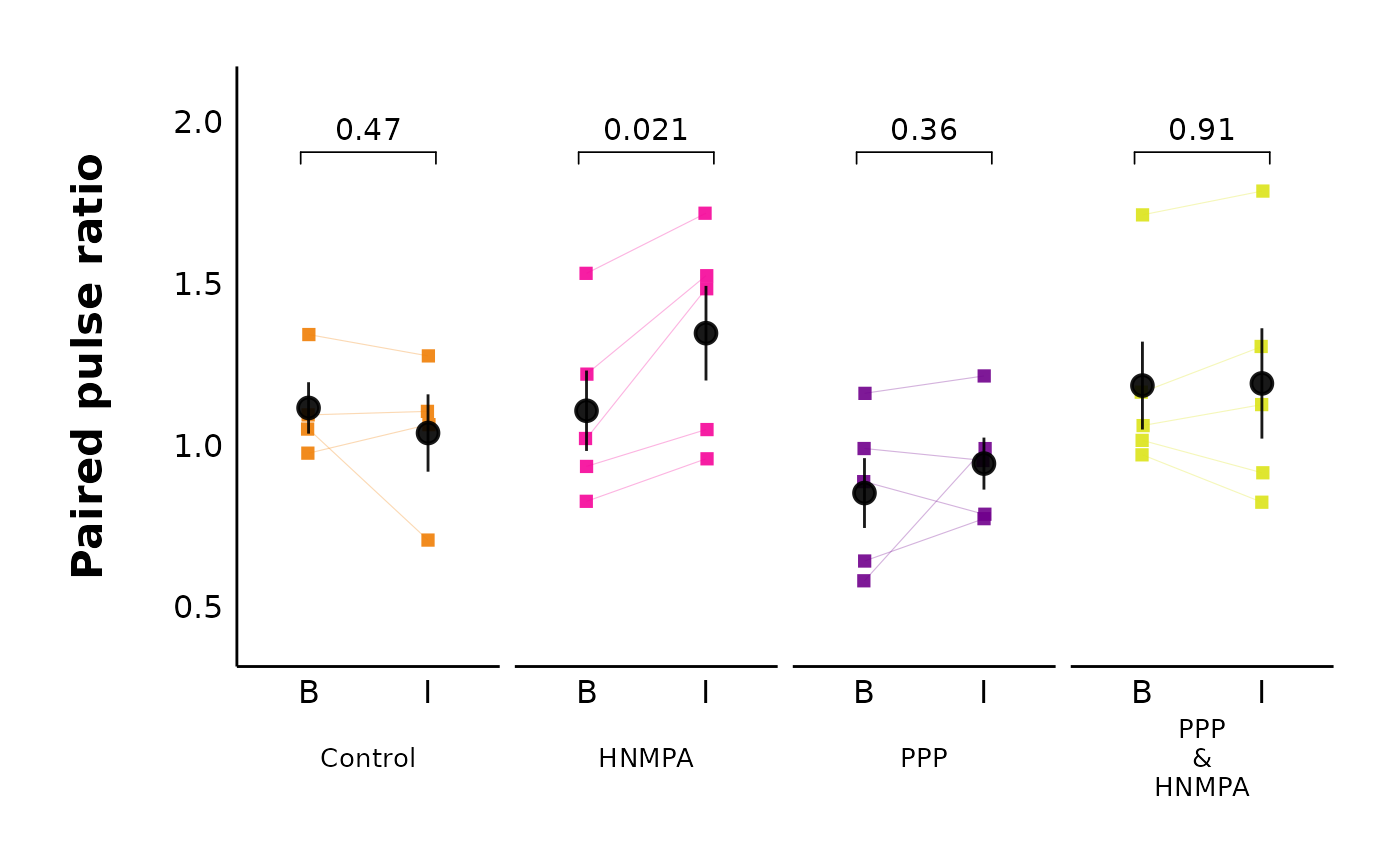 Paired pulse ratio
2.0
1.5
1.0
0.5
0.47
0.021
0.36
0.91
B I B I B I B I
Control
HNMPA
PPP
PPP
&
HNMPA